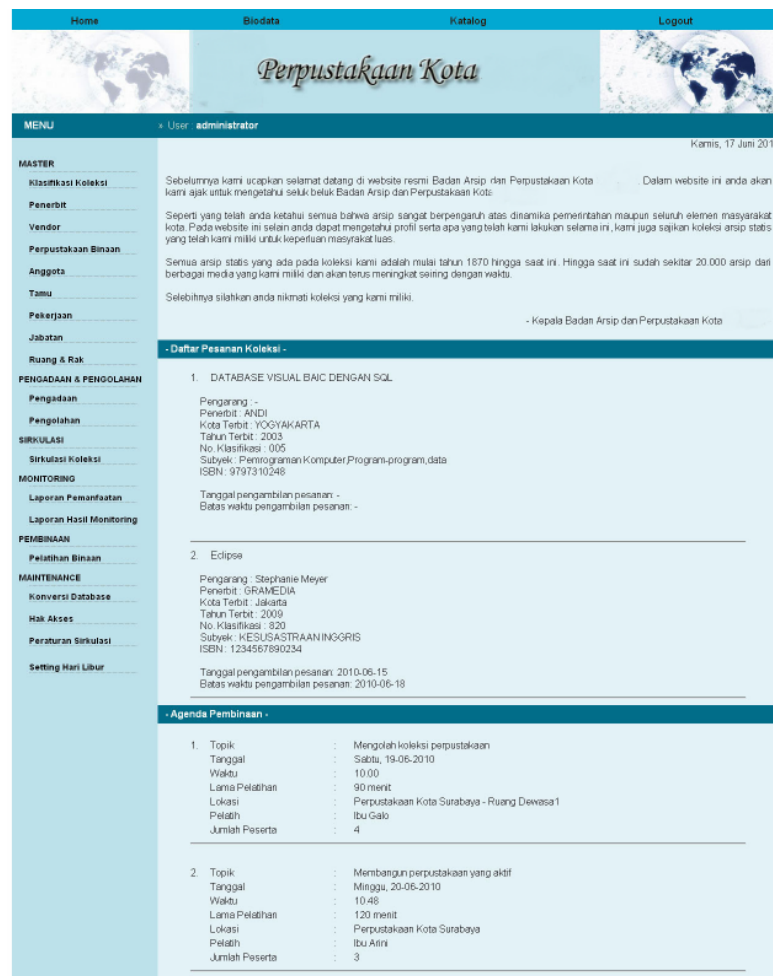 Home Biodata Katalog Logout
Perpustakaan Kota
MENU » User : administrator
Kamis, 17 Juni 201
MASTER
Klasifikasi Koleksi
Penerbit
Vendor
Perpustakaan Binaan
Anggota
Tamu
Pekerjaan
Jabatan
Ruang & Rak
PENGADAAN & PENGOLAHAN
Pengadaan
Pengolahan
SIRKULASI
Sirkulasi Koleksi
MONITORING
Laporan Pemanfaatan
Laporan Hasil Monitoring
PEMBINAAN
Pelatihan Binaan
MAINTENANCE
Konversi Database
Hak Akses
Peraturan Sirkulasi
Setting Hari Libur
Sebelumnya kami ucapkan selamat datang di website resmi Badan Arsip dan Perpustakaan Kota . Dalam website ini anda akan
kami ajak untuk mengetahui seluk beluk Badan Arsip dan Perpustakaan Kota
Seperti yang telah anda ketahui semua bahwa arsip sangat berpengaruh atas dinamika pemerintahan maupun seluruh elemen masyarakat
kota. Pada website ini selain anda dapat mengetahui profil serta apa yang telah kami lakukan selama ini, kami juga sajikan koleksi arsip statis
yang telah kami miliki untuk keperluan masyrakat luas.
Semua arsip statis yang ada pada koleksi kami adalah mulai tahun 1870 hingga saat ini. Hingga saat ini sudah sekitar 20.000 arsip dari
berbagai media yang kami miliki dan akan terus meningkat seiring dengan waktu.
Selebihnya silahkan anda nikmati koleksi yang kami miliki.
- Kepala Badan Arsip dan Perpustakaan Kota
- Daftar Pesanan Koleksi -
1. DATABASE VISUAL BAIC DENGAN SQL
Pengarang : -
Penerbit : ANDI
Kota Terbit : YOGYAKARTA
Tahun Terbit : 2003
No. Klasifikasi : 005
Subyek : Pemrograman Komputer,Program-program,data
ISBN : 9797310248
Tanggal pengambilan pesanan: -
Batas waktu pengambilan pesanan: -
2. Eclipse
Pengarang : Stephanie Meyer
Penerbit : GRAMEDIA
Kota Terbit : Jakarta
Tahun Terbit : 2009
No. Klasifikasi : 820
Subyek : KESUSASTRAAN INGGRIS
ISBN : 1234567890234
Tanggal pengambilan pesanan: 2010-06-15
Batas waktu pengambilan pesanan: 2010-06-18
- Agenda Pembinaan -
1. Topik : Mengolah koleksi perpustakaan
Tanggal : Sabtu, 19-06-2010
Waktu : 10.00
Lama Pelatihan : 90 menit
Lokasi : Perpustakaan Kota Surabaya - Ruang Dewasa1
Pelatih : Ibu Galo
Jumlah Peserta : 4
2. Topik : Membangun perpustakaan yang aktif
Tanggal : Minggu, 20-06-2010
Waktu : 10.48
Lama Pelatihan : 120 menit
Lokasi : Perpustakaan Kota Surabaya
Pelatih : Ibu Arini
Jumlah Peserta : 3